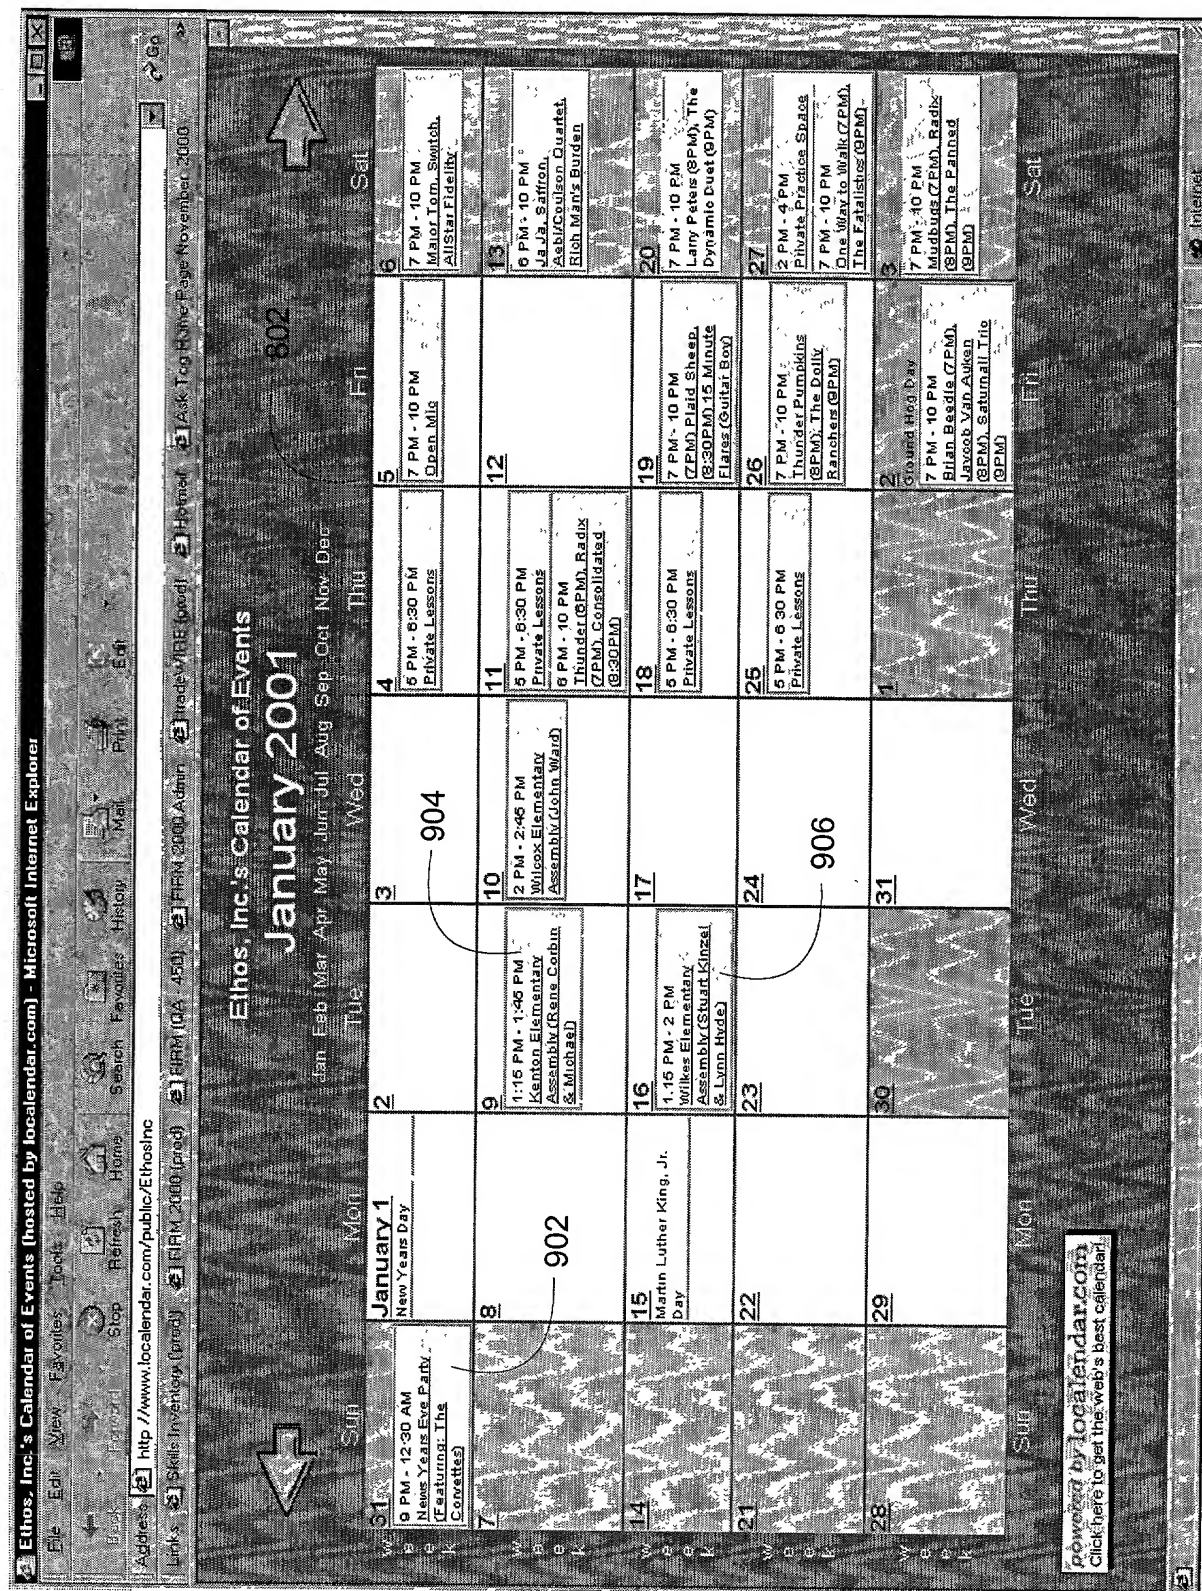 Ethos, Inc.'s Calendar of Events (hosted by localendar.com) - Microsoft Internet Explorer
File Edit View Favorites Tools Help
Back Forward Stop Refresh Home Search Favorites History Mail Print Edit
Address http //www.localendar.com/public/EthosInc Go
Links Skills Inventory (prod) FIRM 2000 (prod) FIRM (QA - 450) FIRM 2000 Admin TradeWIRE (prod) Hotmail Ask Tog Home Page November 2000 »
Ethos, Inc.'s Calendar of Events
January 2001
802
Jan Feb Mar Apr May Jun Jul Aug Sep Oct Nov Dec
Sun Mon Tue Wed Thu Fri Sat
week
31
9 PM - 12:30 AM
News Years Eve Party
(Featuring: The
Corvettes)
January 1
New Years Day
2
3
4
5 PM - 6:30 PM
Private Lessons
5
7 PM - 10 PM
Open Mic
6
7 PM - 10 PM
Major Tom, Switch,
AllStar Fidelity
902
904
week
7
8
9
1:15 PM - 1:45 PM
Kenton Elementary
Assembly (Rene Corbin
& Michael)
10
2 PM - 2:45 PM
Wilcox Elementary
Assembly (John Ward)
11
5 PM - 6:30 PM
Private Lessons
6 PM - 10 PM
Thunder (6PM), Radix
(7PM), Consolidated
(8:30PM)
12
13
6 PM - 10 PM
Ja Ja, Saffron,
Aebi/Coulson Quartet,
Rich Man's Burden
week
14
15
Martin Luther King, Jr.
Day
16
1:15 PM - 2 PM
Wilkes Elementary
Assembly (Stuart Kinzel
& Lynn Hyde)
17
18
5 PM - 6:30 PM
Private Lessons
19
7 PM - 10 PM
(7PM) Plaid Sheep,
(8:30PM) 15 Minute
Flares (Guitar Boy)
20
7 PM - 10 PM
Lany Peters (8PM), The
Dynamic Duet (9PM)
906
week
21
22
23
24
25
5 PM - 6:30 PM
Private Lessons
26
7 PM - 10 PM
Thunder Pumpkins
(8PM), The Dolly
Ranchers (9PM)
27
2 PM - 4 PM
Private Practice Space
7 PM - 10 PM
One Way to Walk (7PM),
The Fatalistics (9PM)
week
28
29
30
31
1
2
Ground Hog Day
7 PM - 10 PM
Brian Beedle (7PM),
Javoob Van Auken
(8PM), Saturnall Trio
(9PM)
3
7 PM - 10 PM
Mudbuds (7PM), Radix
(8PM), The Panned
(9PM)
Sun Mon Tue Wed Thu Fri Sat
powered by localendar.com
Click here to get the web's best calendar!
Internet